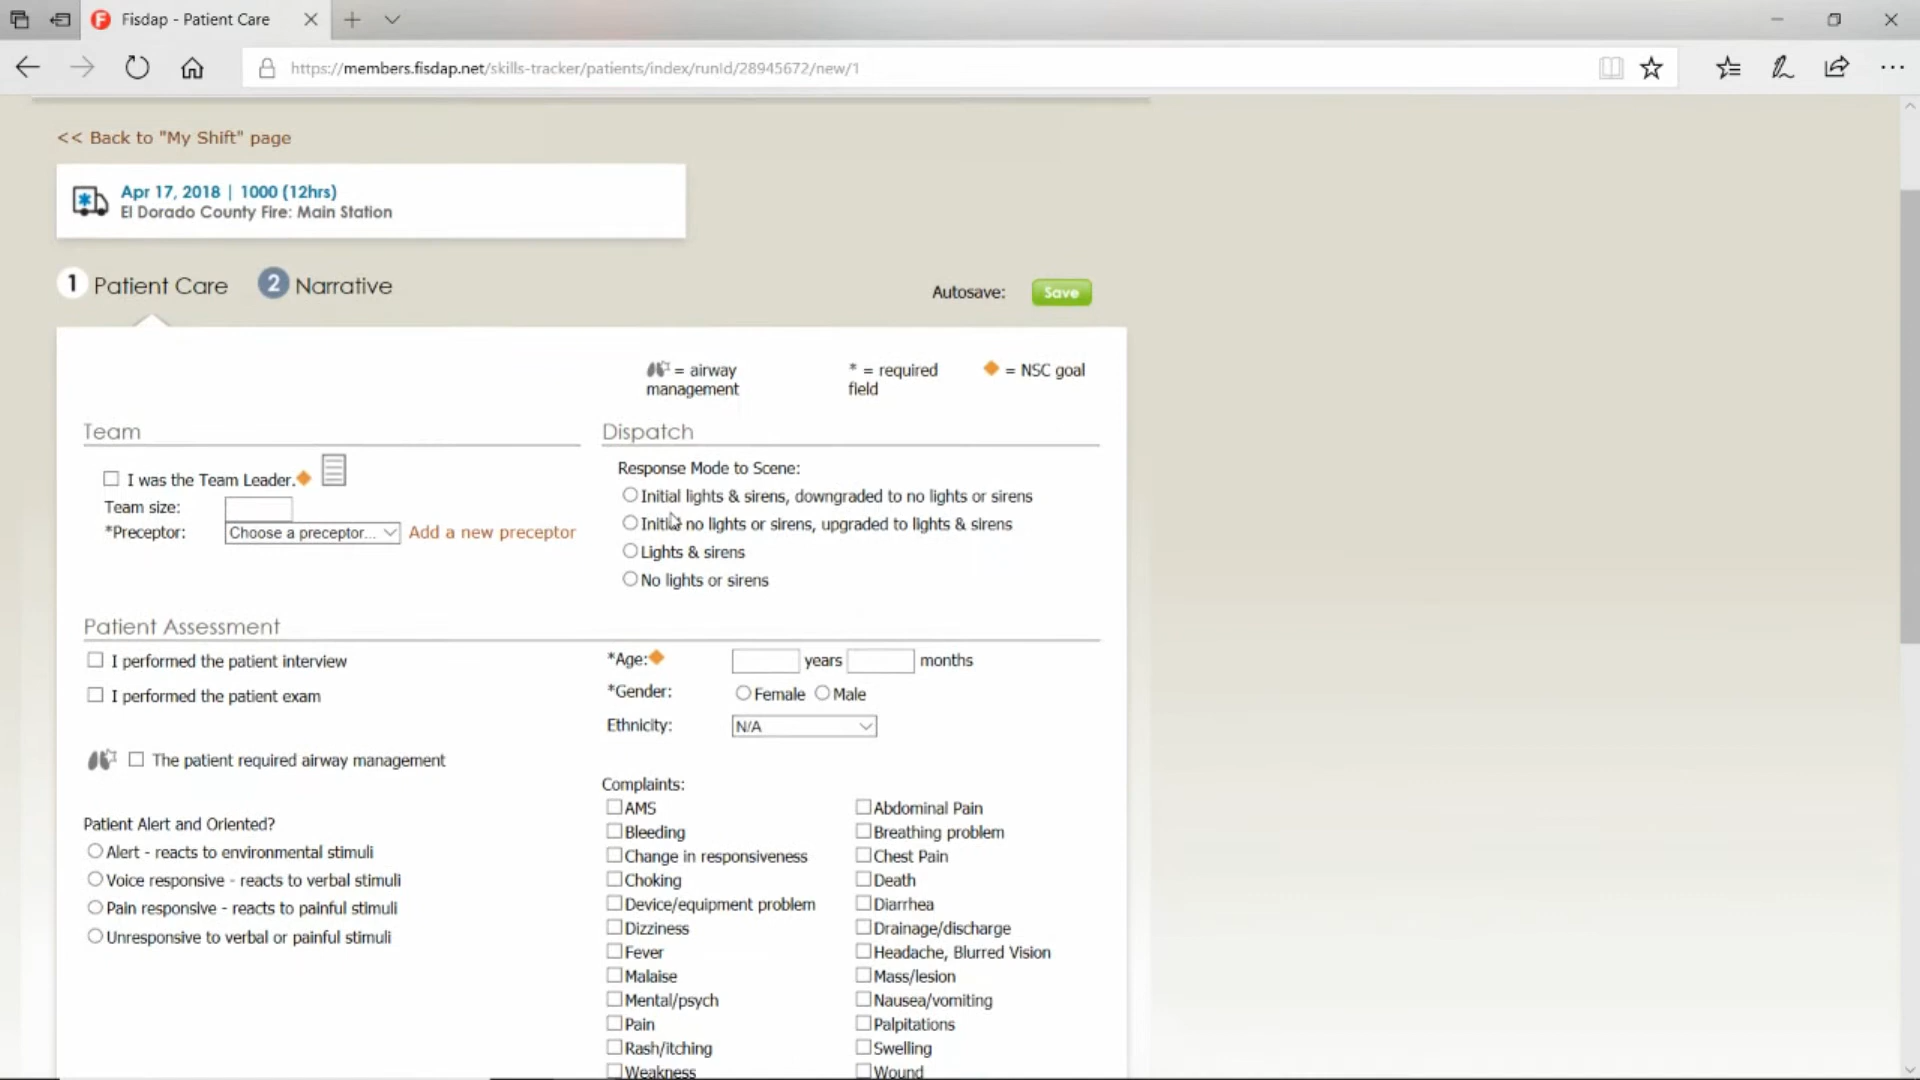 Fisdap - Patient Care
https://members.fisdap.net/skills-tracker/patients/index/runId/28945672/new/1
<< Back to "My Shift" page
Apr 17, 2018 | 1000 (12hrs)
El Dorado County Fire: Main Station
1 Patient Care 2 Narrative
Autosave: Save
= airway management
* = required field
= NSC goal
Team
I was the Team Leader.
Team size:
*Preceptor: Choose a preceptor... Add a new preceptor
Dispatch
Response Mode to Scene:
Initial lights & sirens, downgraded to no lights or sirens
Initial no lights or sirens, upgraded to lights & sirens
Lights & sirens
No lights or sirens
Patient Assessment
I performed the patient interview
I performed the patient exam
The patient required airway management
Patient Alert and Oriented?
Alert - reacts to environmental stimuli
Voice responsive - reacts to verbal stimuli
Pain responsive - reacts to painful stimuli
Unresponsive to verbal or painful stimuli
*Age: years months
*Gender: Female Male
Ethnicity: N/A
Complaints:
AMS
Bleeding
Change in responsiveness
Choking
Device/equipment problem
Dizziness
Fever
Malaise
Mental/psych
Pain
Rash/itching
Weakness
Abdominal Pain
Breathing problem
Chest Pain
Death
Diarrhea
Drainage/discharge
Headache, Blurred Vision
Mass/lesion
Nausea/vomiting
Palpitations
Swelling
Wound